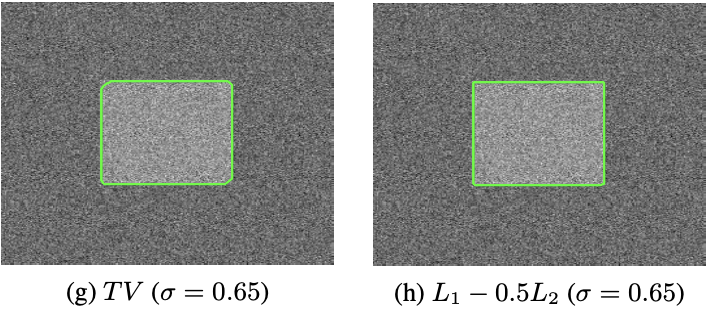 (g) TV (σ = 0.65)
(h) L₁ − 0.5L₂ (σ = 0.65)